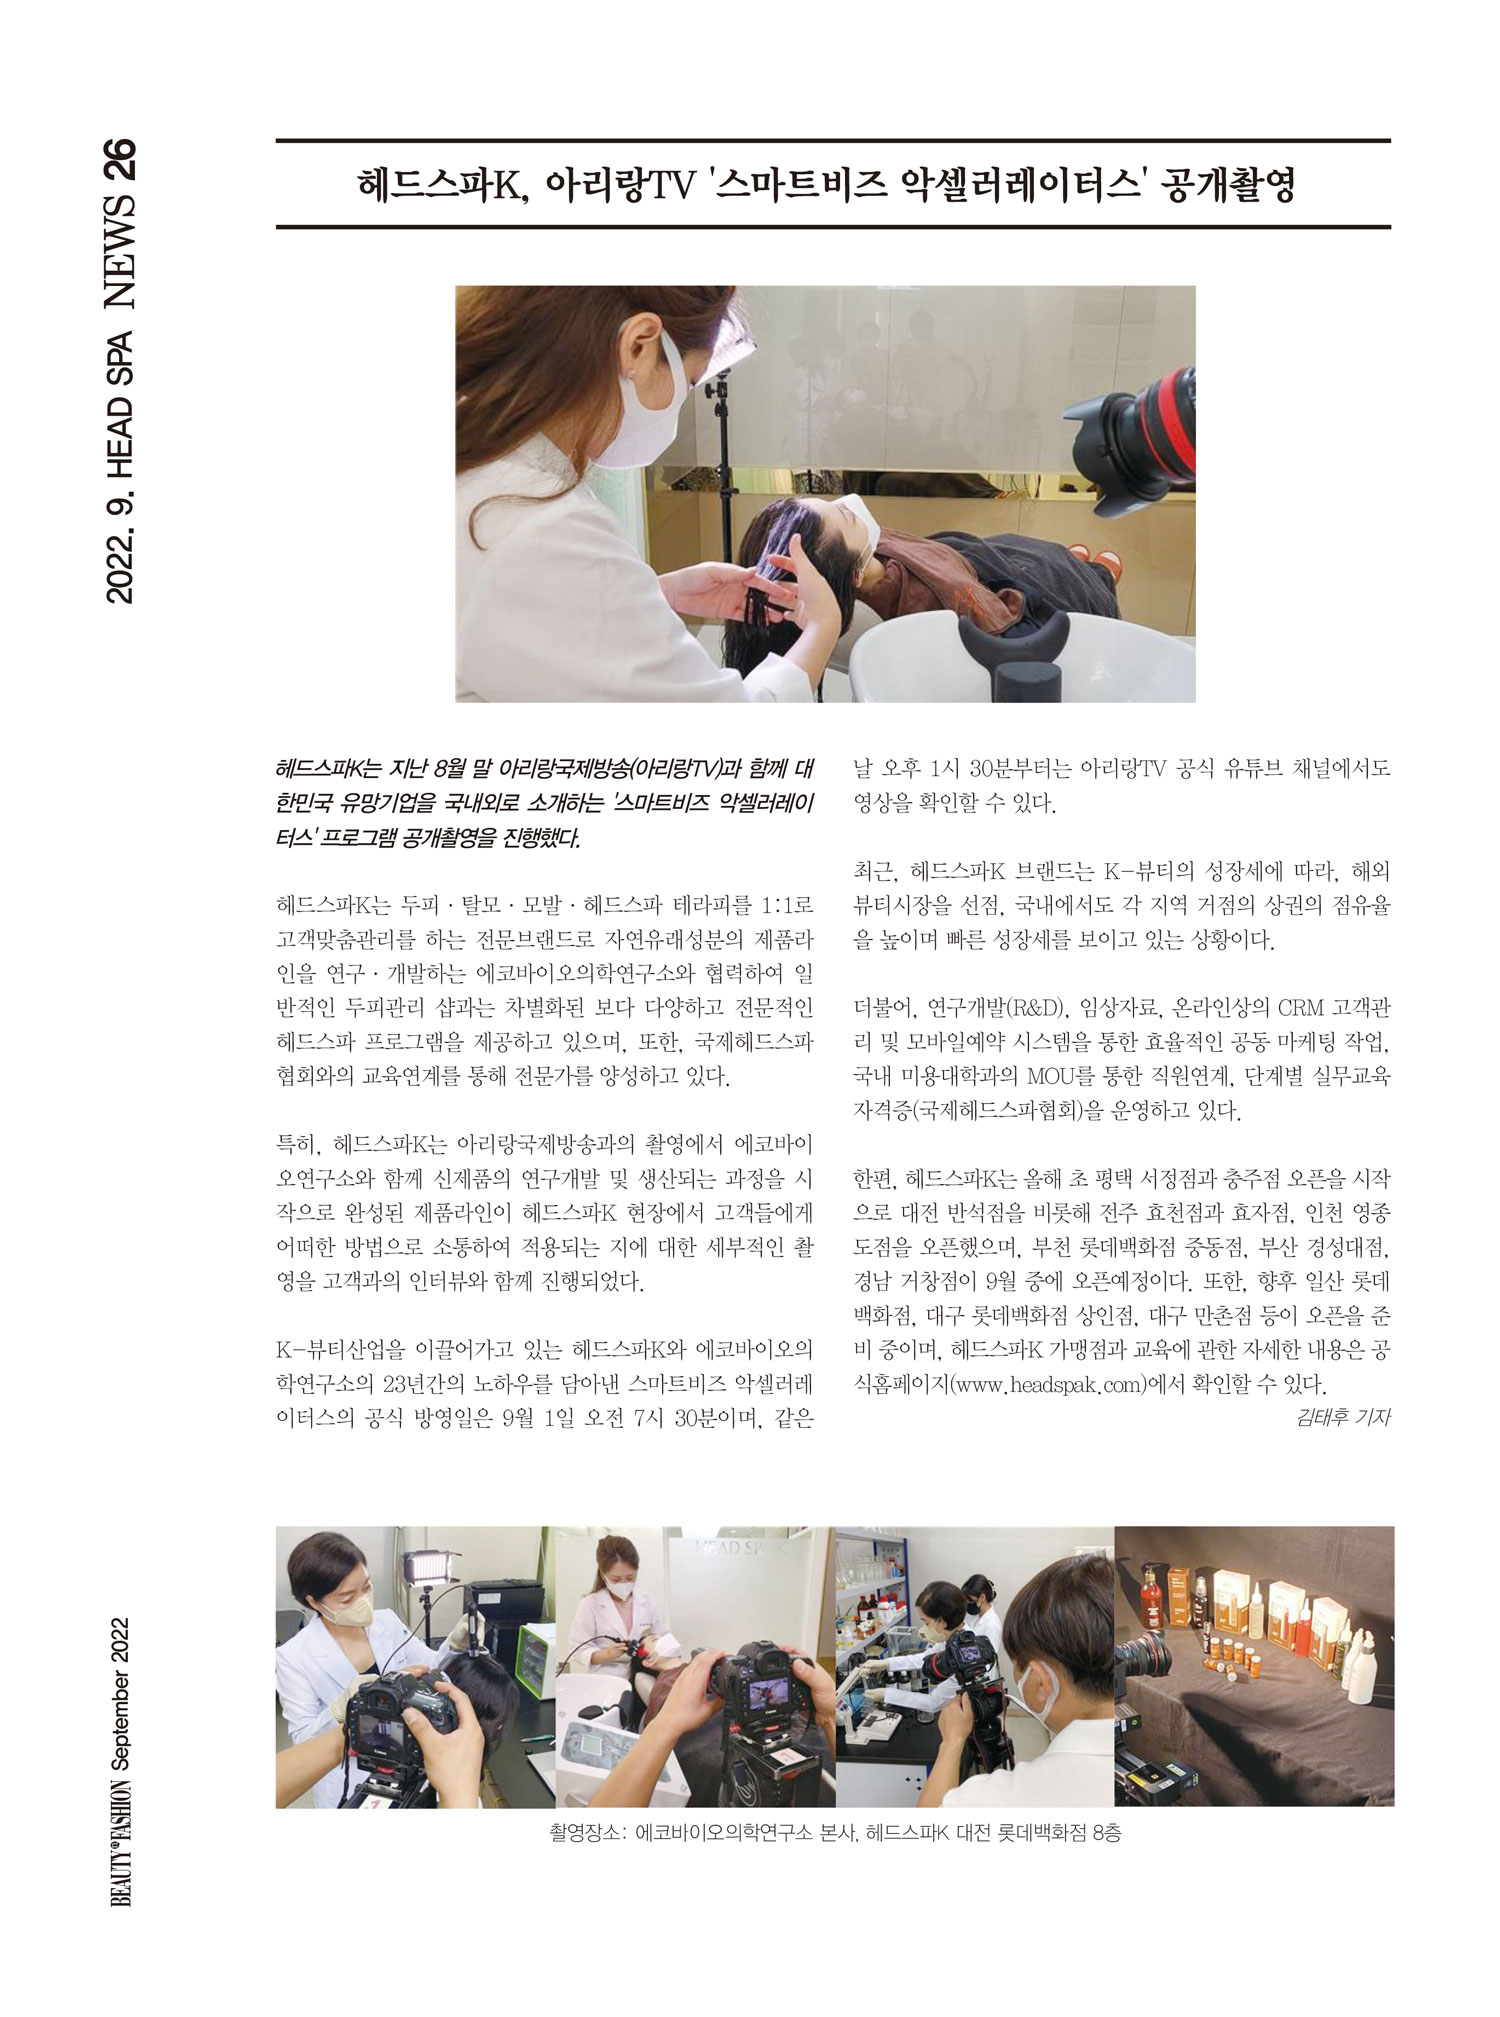 2022. 9. HEAD SPA NEWS 26
헤드스파K, 아리랑TV '스마트비즈 악셀러레이터스' 공개촬영
헤드스파K는 지난 8월 말 아리랑국제방송(아리랑TV)과 함께 대
한민국 유망기업을 국내외로 소개하는 '스마트비즈 악셀러레이
터스' 프로그램 공개촬영을 진행했다.
헤드스파K는 두피 · 탈모 · 모발 · 헤드스파 테라피를 1:1로
고객맞춤관리를 하는 전문브랜드로 자연유래성분의 제품라
인을 연구 · 개발하는 에코바이오의학연구소와 협력하여 일
반적인 두피관리 샵과는 차별화된 보다 다양하고 전문적인
헤드스파 프로그램을 제공하고 있으며, 또한, 국제헤드스파
협회와의 교육연계를 통해 전문가를 양성하고 있다.
특히, 헤드스파K는 아리랑국제방송과의 촬영에서 에코바이
오연구소와 함께 신제품의 연구개발 및 생산되는 과정을 시
작으로 완성된 제품라인이 헤드스파K 현장에서 고객들에게
어떠한 방법으로 소통하여 적용되는 지에 대한 세부적인 촬
영을 고객과의 인터뷰와 함께 진행되었다.
K-뷰티산업을 이끌어가고 있는 헤드스파K와 에코바이오의
학연구소의 23년간의 노하우를 담아낸 스마트비즈 악셀러레
이터스의 공식 방영일은 9월 1일 오전 7시 30분이며, 같은
날 오후 1시 30분부터는 아리랑TV 공식 유튜브 채널에서도
영상을 확인할 수 있다.
최근, 헤드스파K 브랜드는 K-뷰티의 성장세에 따라, 해외
뷰티시장을 선점, 국내에서도 각 지역 거점의 상권의 점유율
을 높이며 빠른 성장세를 보이고 있는 상황이다.
더불어, 연구개발(R&D), 임상자료, 온라인상의 CRM 고객관
리 및 모바일예약 시스템을 통한 효율적인 공동 마케팅 작업,
국내 미용대학과의 MOU를 통한 직원연계, 단계별 실무교육
자격증(국제헤드스파협회)을 운영하고 있다.
한편, 헤드스파K는 올해 초 평택 서정점과 충주점 오픈을 시작
으로 대전 반석점을 비롯해 전주 효천점과 효자점, 인천 영종
도점을 오픈했으며, 부천 롯데백화점 중동점, 부산 경성대점,
경남 거창점이 9월 중에 오픈예정이다. 또한, 향후 일산 롯데
백화점, 대구 롯데백화점 상인점, 대구 만촌점 등이 오픈을 준
비 중이며, 헤드스파K 가맹점과 교육에 관한 자세한 내용은 공
식홈페이지(www.headspak.com)에서 확인할 수 있다.
김태후 기자
HEAD SPA K
촬영장소: 에코바이오의학연구소 본사, 헤드스파K 대전 롯데백화점 8층
BEAUTY FASHION September 2022